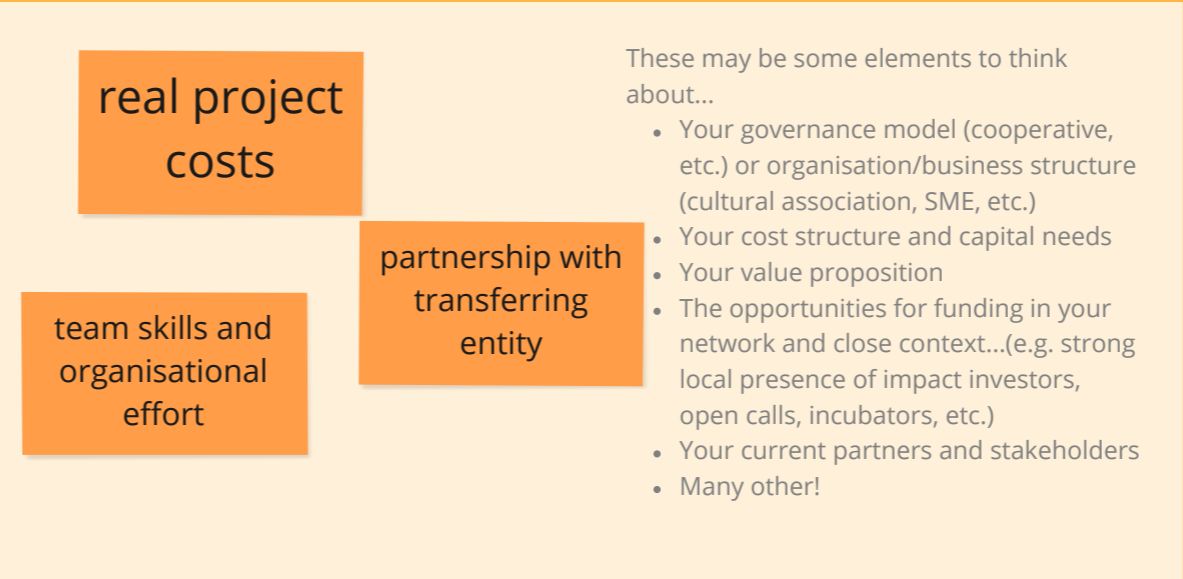 real project
costs
partnership with
transferring
entity
team skills and
organisational
effort
These may be some elements to think
about...
• Your governance model (cooperative,
etc.) or organisation/business structure
(cultural association, SME, etc.)
• Your cost structure and capital needs
• Your value proposition
• The opportunities for funding in your
network and close context...(e.g. strong
local presence of impact investors,
open calls, incubators, etc.)
• Your current partners and stakeholders
• Many other!